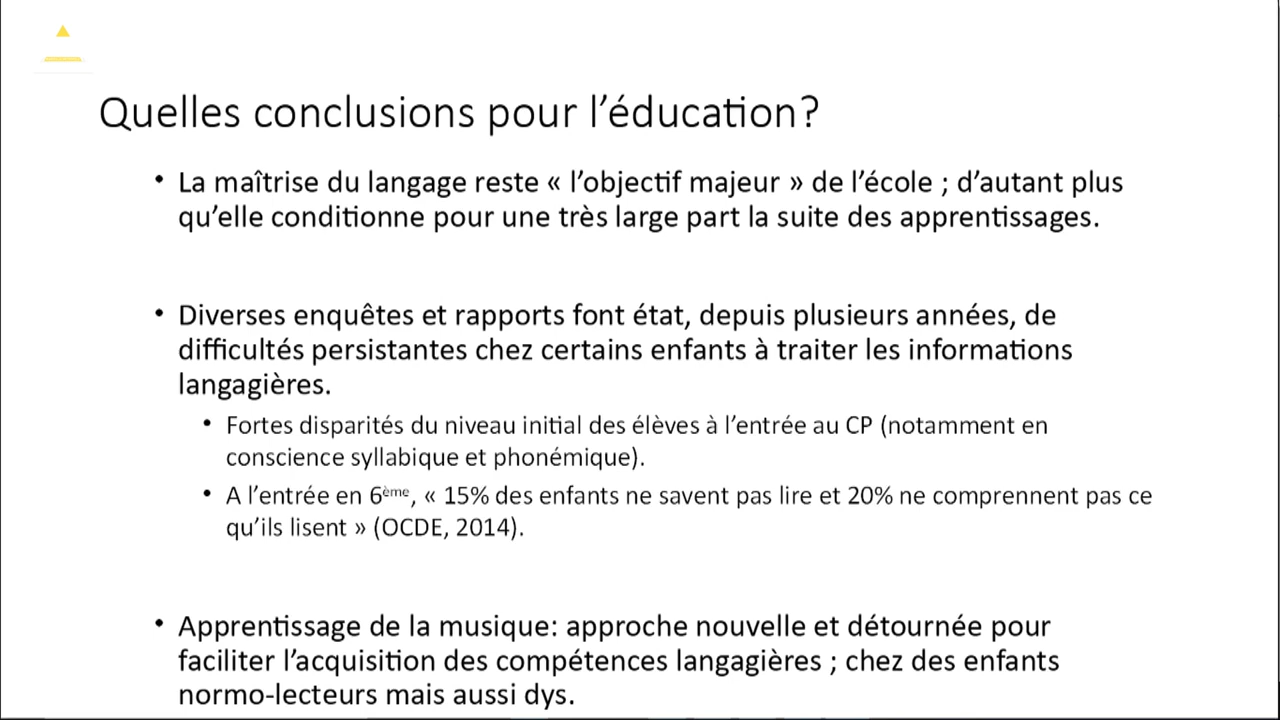 Quelles conclusions pour l’éducation?
• La maîtrise du langage reste « l’objectif majeur » de l’école ; d’autant plus
qu’elle conditionne pour une très large part la suite des apprentissages.
• Diverses enquêtes et rapports font état, depuis plusieurs années, de
difficultés persistantes chez certains enfants à traiter les informations
langagières.
• Fortes disparités du niveau initial des élèves à l’entrée au CP (notamment en
conscience syllabique et phonémique).
• A l’entrée en 6ème, « 15% des enfants ne savent pas lire et 20% ne comprennent pas ce
qu’ils lisent » (OCDE, 2014).
• Apprentissage de la musique: approche nouvelle et détournée pour
faciliter l’acquisition des compétences langagières ; chez des enfants
normo-lecteurs mais aussi dys.